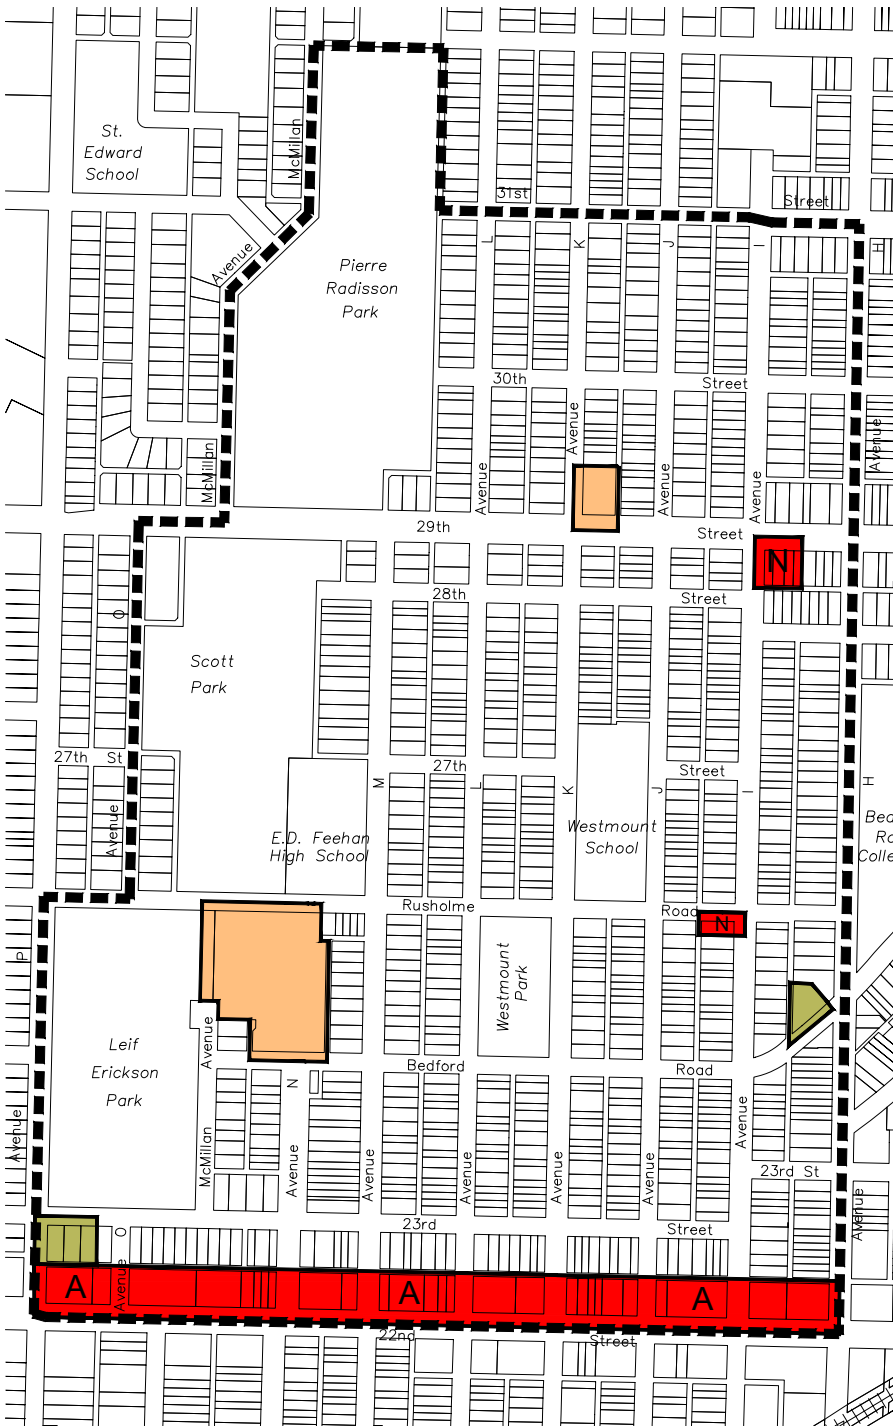 St.
Edward
School
McMillan
Avenue
31st
Street
Pierre
Radisson
Park
L
K
J
I
H
30th
Street
Avenue
Avenue
Avenue
Avenue
Avenue
McMillan
29th
Street
N
28th
Street
O
Scott
Park
27th St
27th
Street
Avenue
M
L
K
J
I
H
E.D. Feehan
High School
Westmount
School
Rusholme
Road
N
P
Westmount
Park
Leif
Erickson
Park
Avenue
Bedford
Road
N
Avenue
McMillan
Avenue
Avenue
Avenue
Avenue
Avenue
Avenue
23rd St
Avenue
23rd
Street
O
Avenue
A
A
A
22nd
Street